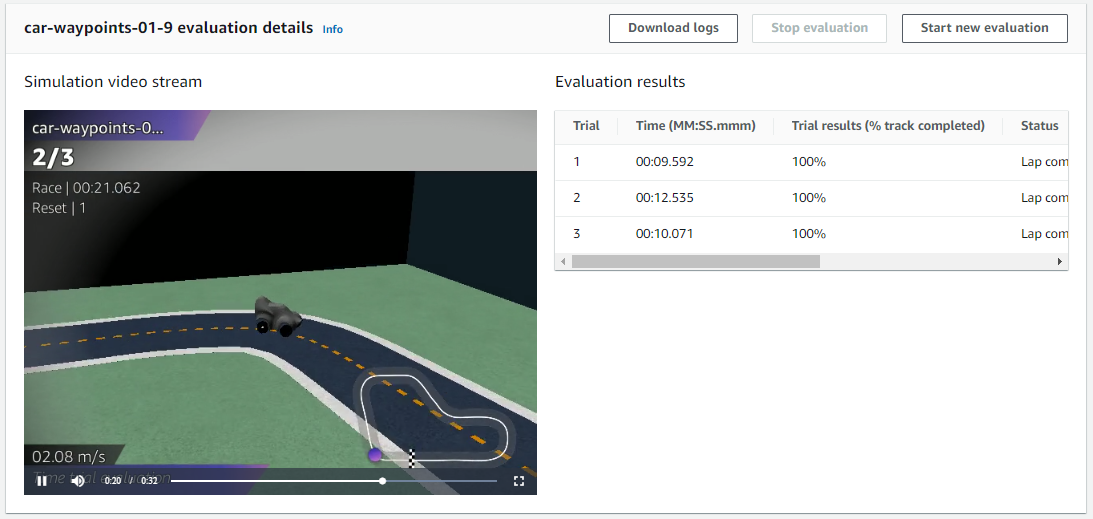 car-waypoints-01-9 evaluation details Info
Download logs
Stop evaluation
Start new evaluation
Simulation video stream
car-waypoints-0...
2/3
Race | 00:21.062
Reset | 1
02.08 m/s
Time trial evaluation
0:20 / 0:32
Evaluation results
Trial Time (MM:SS.mmm) Trial results (% track completed) Status
1 00:09.592 100% Lap com
2 00:12.535 100% Lap com
3 00:10.071 100% Lap com